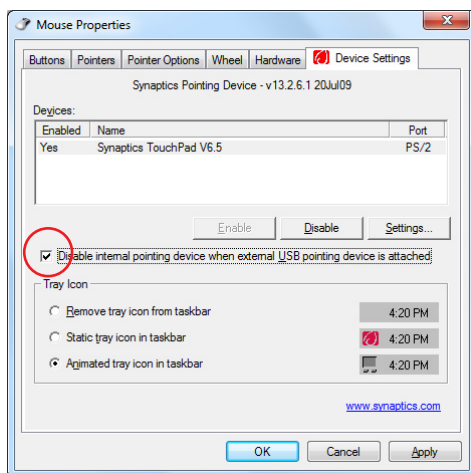 Mouse Properties
Buttons Pointers Pointer Options Wheel Hardware Device Settings
Synaptics Pointing Device - v13.2.6.1 20Jul09
Devices:
Enabled Name Port
Yes Synaptics TouchPad V6.5 PS/2
Enable Disable Settings...
Disable internal pointing device when external USB pointing device is attached
Tray Icon
Remove tray icon from taskbar 4:20 PM
Static tray icon in taskbar 4:20 PM
Animated tray icon in taskbar 4:20 PM
www.synaptics.com
OK Cancel Apply